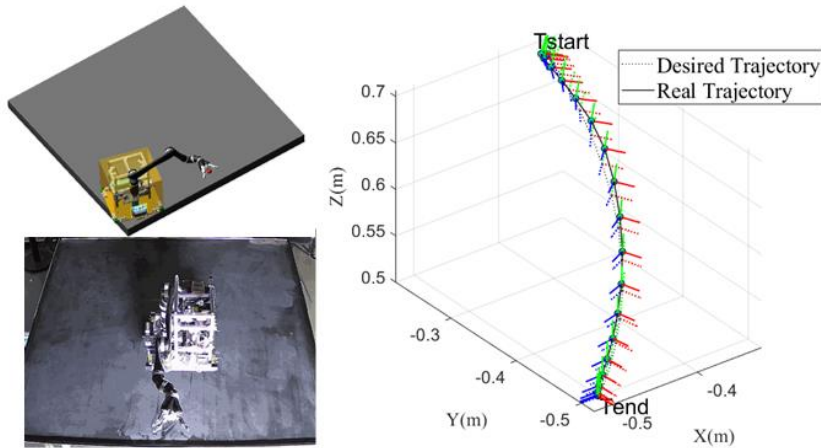 Tstart
Desired Trajectory
Real Trajectory
0.7
0.65
0.6
0.55
0.5
Z(m)
-0.3
-0.4
-0.5
Y(m)
-0.4
-0.5
X(m)
Tend